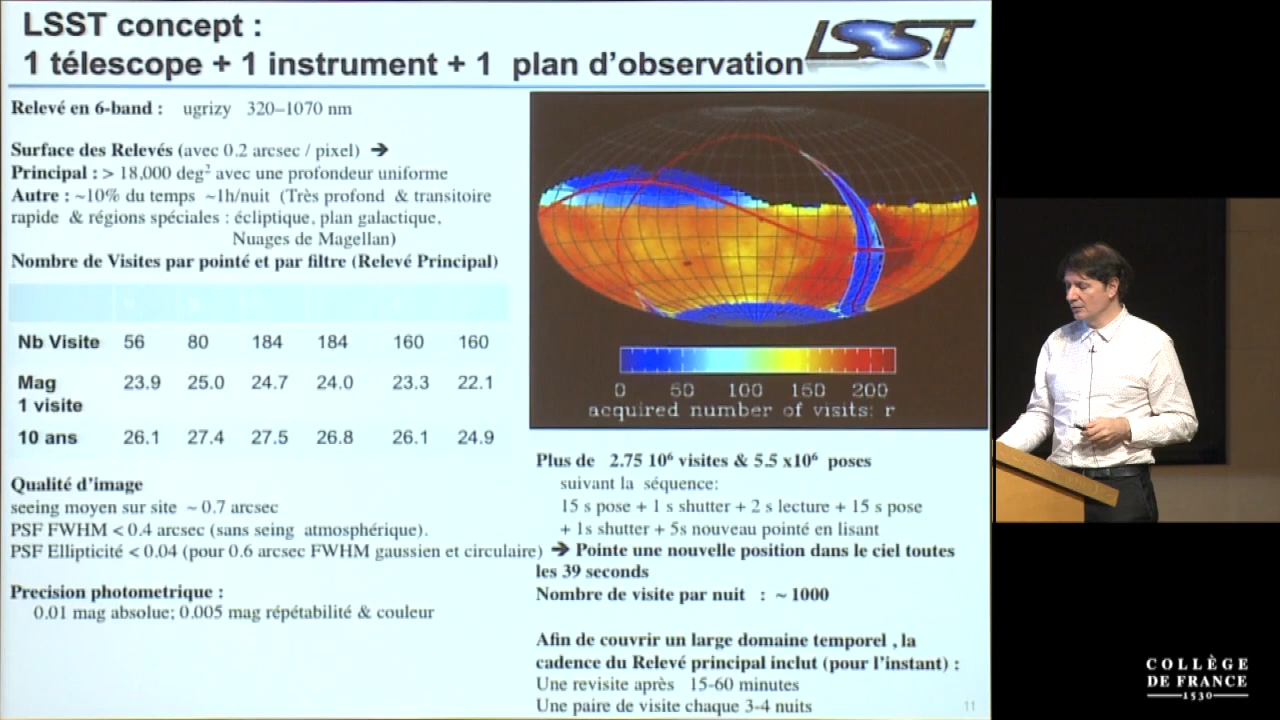 LSST concept :
1 télescope + 1 instrument + 1 plan d'observation
LSST
Relevé en 6-band : ugrizy 320–1070 nm
Surface des Relevés (avec 0.2 arcsec / pixel) ➔
Principal : > 18,000 deg² avec une profondeur uniforme
Autre : ~10% du temps ~1h/nuit (Très profond & transitoire
rapide & régions spéciales : écliptique, plan galactique,
Nuages de Magellan)
Nombre de Visites par pointé et par filtre (Relevé Principal)
Nb Visite 56 80 184 184 160 160
Mag 23.9 25.0 24.7 24.0 23.3 22.1
1 visite
10 ans 26.1 27.4 27.5 26.8 26.1 24.9
Qualité d'image
seeing moyen sur site ~ 0.7 arcsec
PSF FWHM < 0.4 arcsec (sans seing atmosphérique).
PSF Ellipticité < 0.04 (pour 0.6 arcsec FWHM gaussien et circulaire)
Precision photometrique :
0.01 mag absolue; 0.005 mag répétabilité & couleur
0 50 100 150 200
acquired number of visits: r
Plus de 2.75 10⁶ visites & 5.5 x10⁶ poses
suivant la séquence:
15 s pose + 1 s shutter + 2 s lecture + 15 s pose
+ 1s shutter + 5s nouveau pointé en lisant
➔ Pointe une nouvelle position dans le ciel toutes
les 39 seconds
Nombre de visite par nuit : ~ 1000
Afin de couvrir un large domaine temporel , la
cadence du Relevé principal inclut (pour l'instant) :
Une revisite après 15-60 minutes
Une paire de visite chaque 3-4 nuits
11
COLLÈGE
DE FRANCE
1530